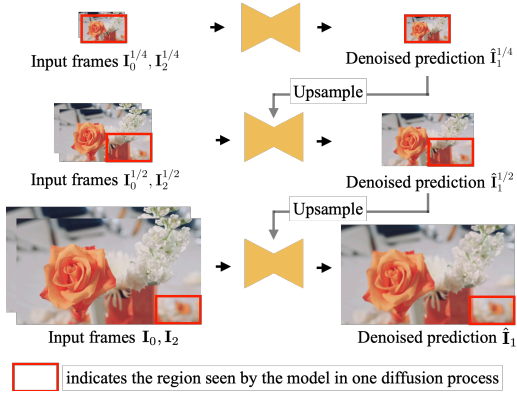 Input frames I_0^{1/4}, I_2^{1/4}
Denoised prediction Î_1^{1/4}
Upsample
Input frames I_0^{1/2}, I_2^{1/2}
Denoised prediction Î_1^{1/2}
Upsample
Input frames I_0, I_2
Denoised prediction Î_1
indicates the region seen by the model in one diffusion process